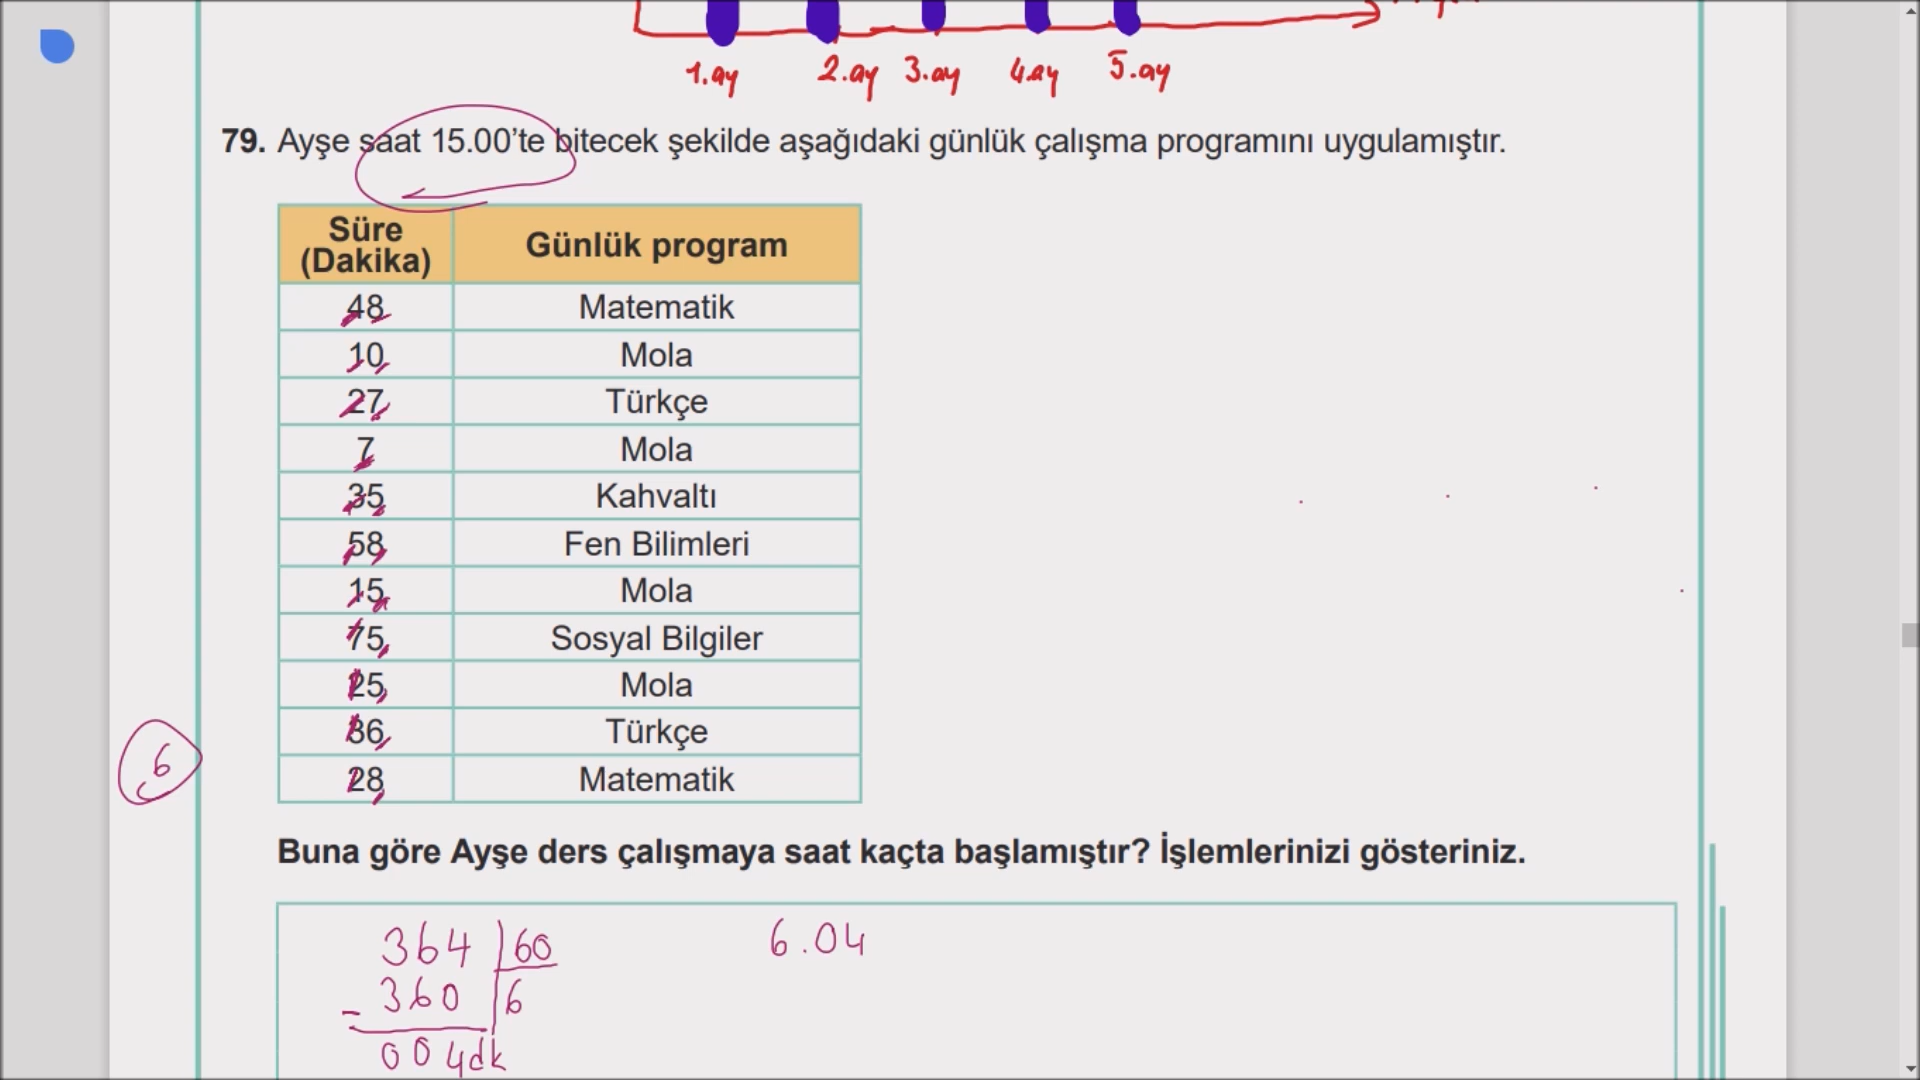 1.ay 2.ay 3.ay 4.ay 5.ay
79. Ayşe saat 15.00'te bitecek şekilde aşağıdaki günlük çalışma programını uygulamıştır.
Süre (Dakika) Günlük program
48 Matematik
10 Mola
27 Türkçe
7 Mola
35 Kahvaltı
58 Fen Bilimleri
15 Mola
75 Sosyal Bilgiler
25 Mola
36 Türkçe
28 Matematik
6
Buna göre Ayşe ders çalışmaya saat kaçta başlamıştır? İşlemlerinizi gösteriniz.
364 60 6.04
- 360 6
004dk